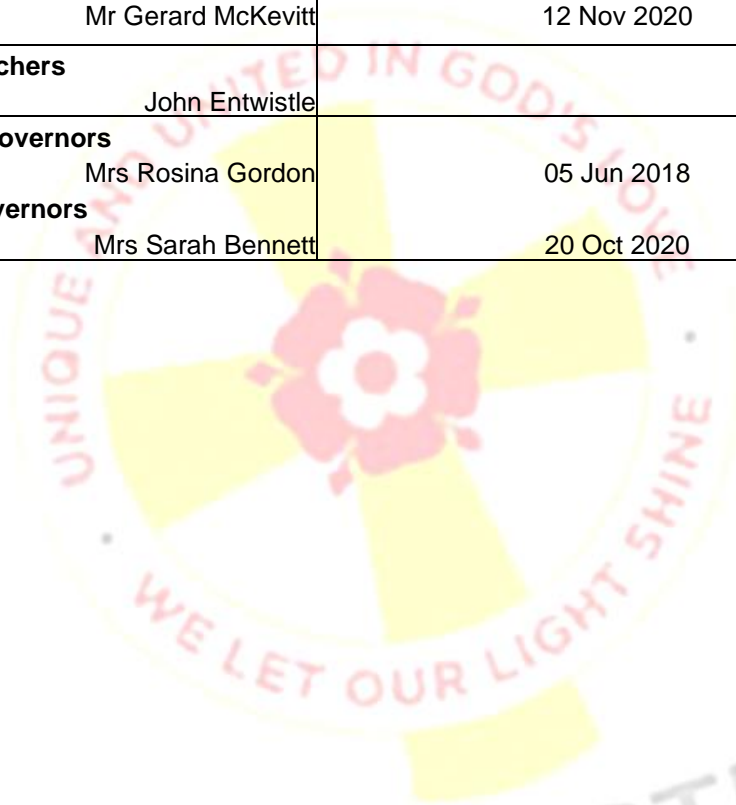 Mr Gerard McKevitt 12 Nov 2020
chers
John Entwistle
overnors
Mrs Rosina Gordon 05 Jun 2018
vernors
Mrs Sarah Bennett 20 Oct 2020
UNIQUE AND UNITED IN GOD'S LOVE
WE LET OUR LIGHT SHINE